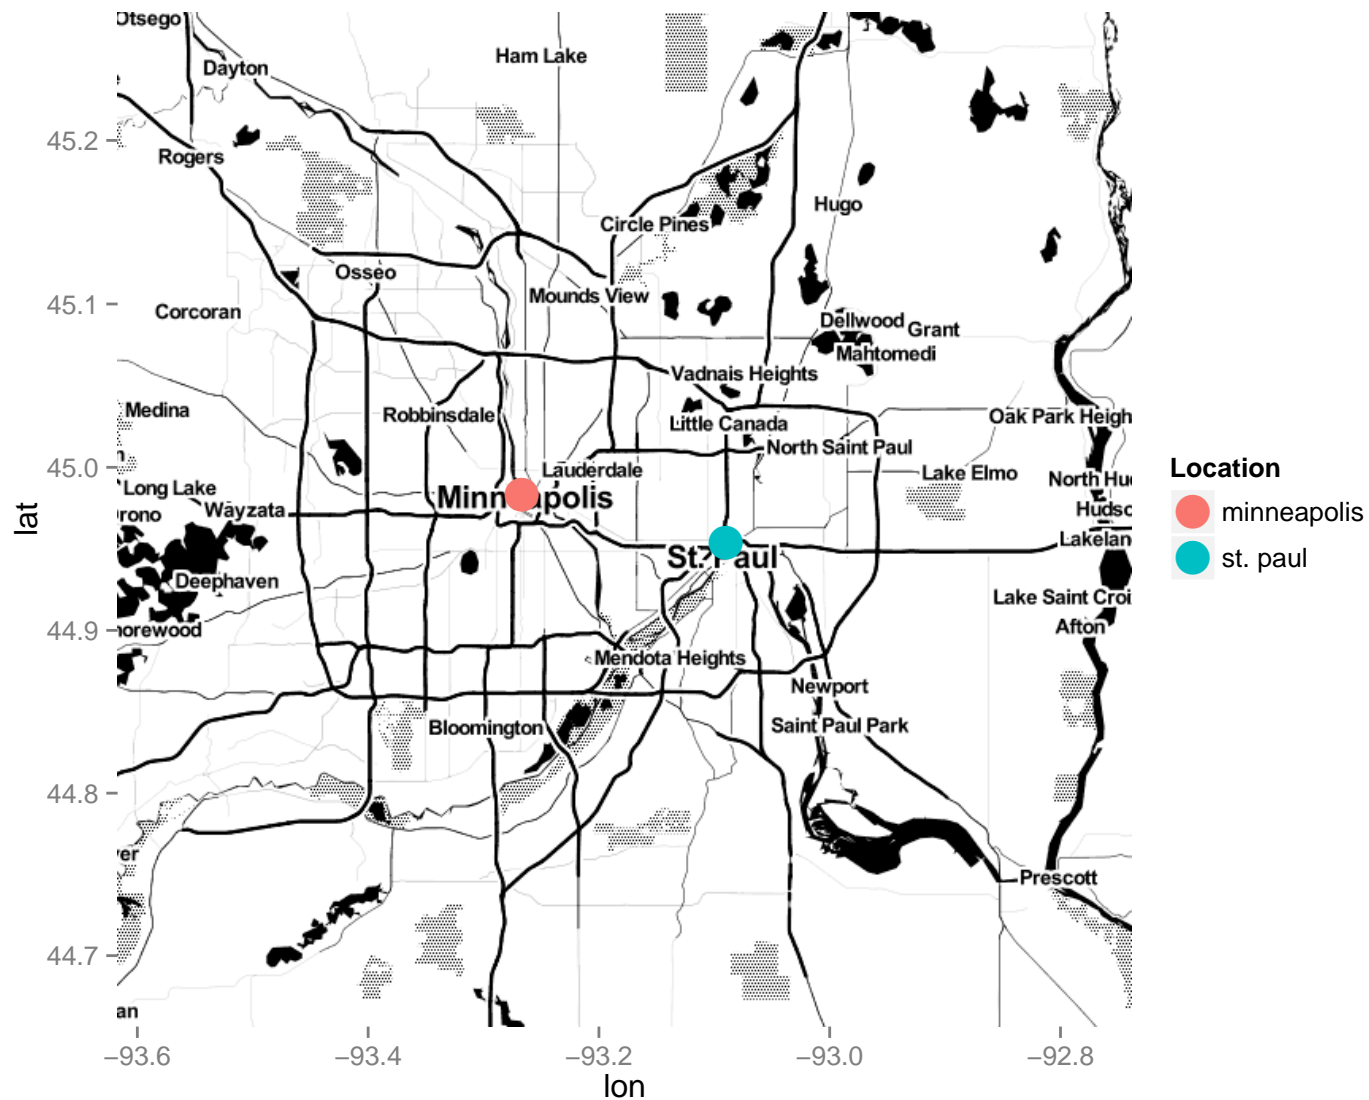 Otsego
Ham Lake
Dayton
45.2
Rogers
Hugo
Circle Pines
Osseo
Mounds View
45.1
Corcoran
Dellwood
Grant
Mahtomedi
Vadnais Heights
Medina
Robbinsdale
Oak Park Heigh
Little Canada
North Saint Paul
45.0
Lauderdale
Lake Elmo
North Hu
Long Lake
Minneapolis
Wayzata
rono
Hudso
Lakelan
St. Paul
Deephaven
Lake Saint Croi
44.9
norewood
Afton
Mendota Heights
Newport
Bloomington
Saint Paul Park
44.8
er
Prescott
44.7
an
−93.6
−93.4
−93.2
−93.0
−92.8
lon
lat
Location
minneapolis
st. paul